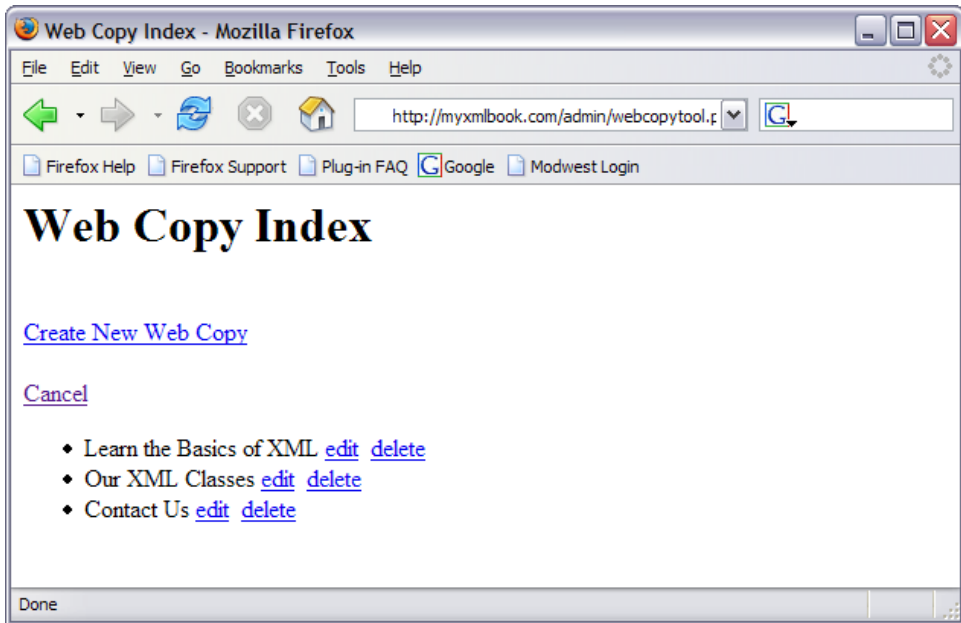 Web Copy Index - Mozilla Firefox
File Edit View Go Bookmarks Tools Help
http://myxmlbook.com/admin/webcopytool.p G
Firefox Help Firefox Support Plug-in FAQ G Google Modwest Login
Web Copy Index
Create New Web Copy
Cancel
• Learn the Basics of XML edit delete
• Our XML Classes edit delete
• Contact Us edit delete
Done